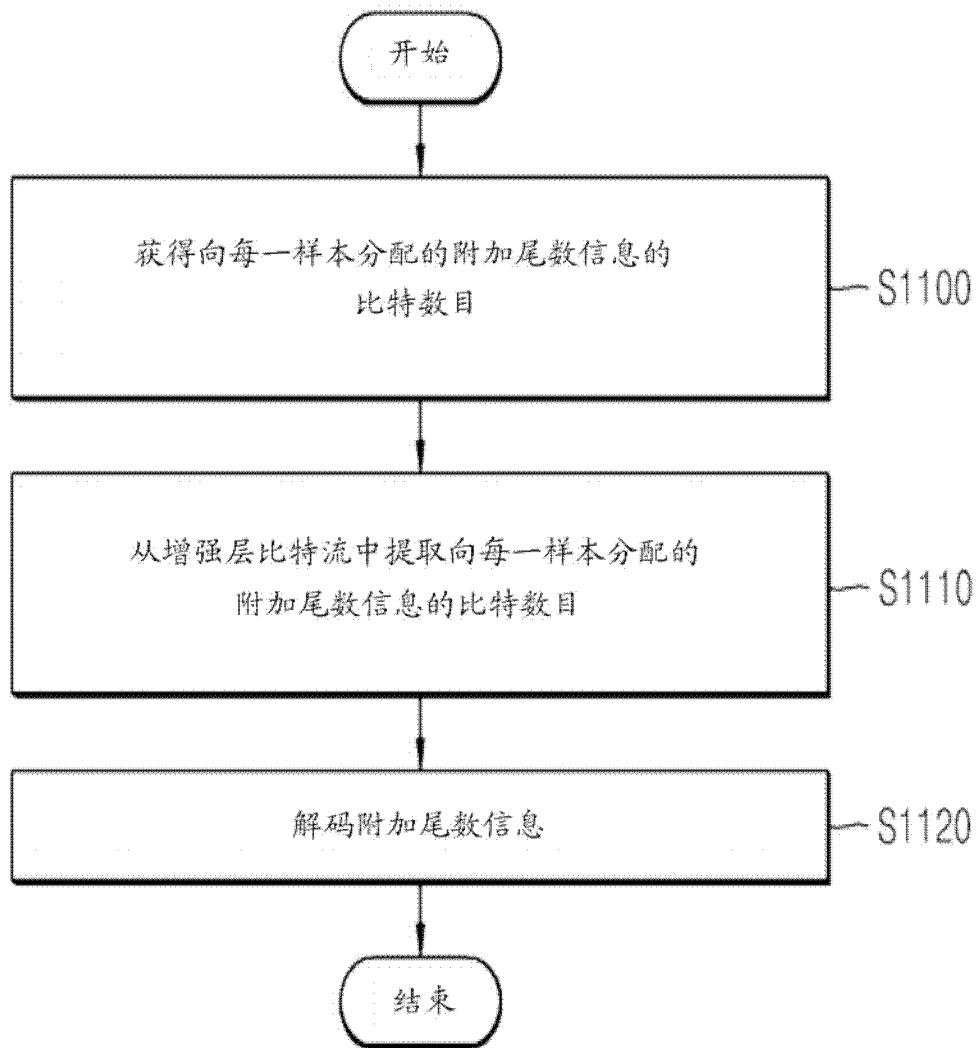 开始
获得向每一样本分配的附加尾数信息的
比特数目
S1100
从增强层比特流中提取向每一样本分配的
附加尾数信息的比特数目
S1110
解码附加尾数信息
S1120
结束